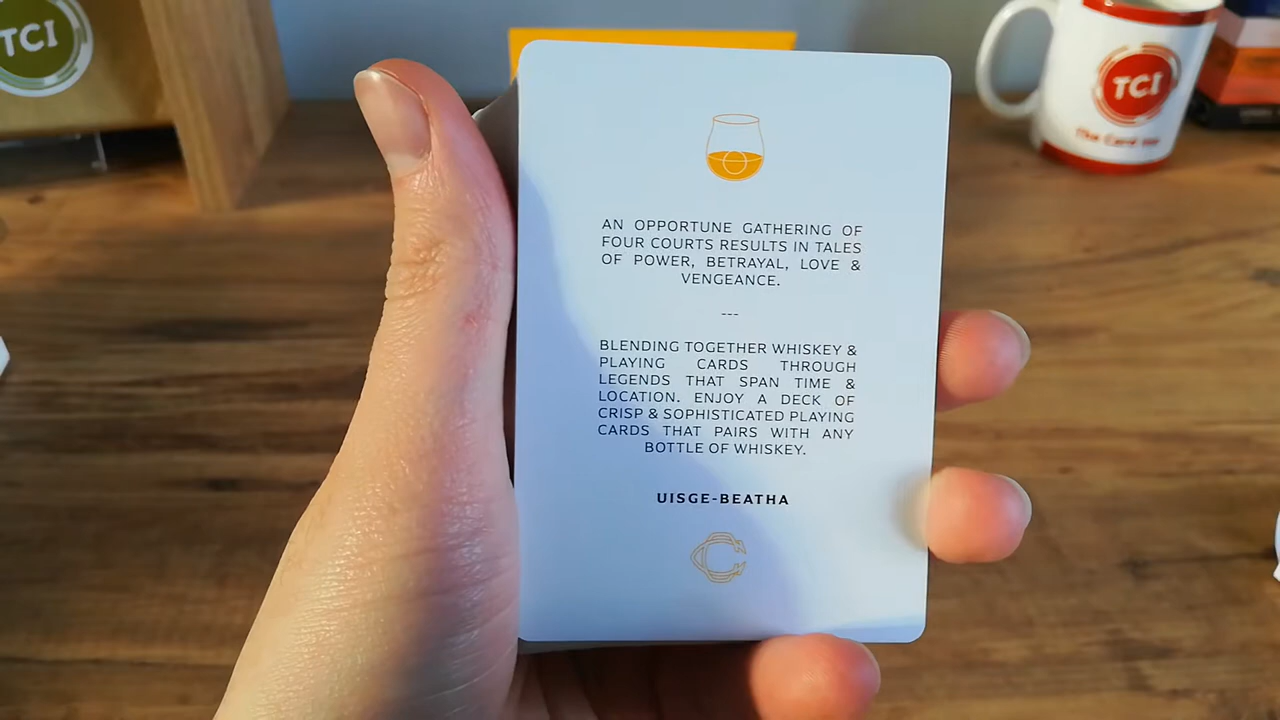 TCI
TCI
The Card
AN OPPORTUNE GATHERING OF
FOUR COURTS RESULTS IN TALES
OF POWER, BETRAYAL, LOVE &
VENGEANCE.
---
BLENDING TOGETHER WHISKEY &
PLAYING CARDS THROUGH
LEGENDS THAT SPAN TIME &
LOCATION. ENJOY A DECK OF
CRISP & SOPHISTICATED PLAYING
CARDS THAT PAIRS WITH ANY
BOTTLE OF WHISKEY.
UISGE-BEATHA